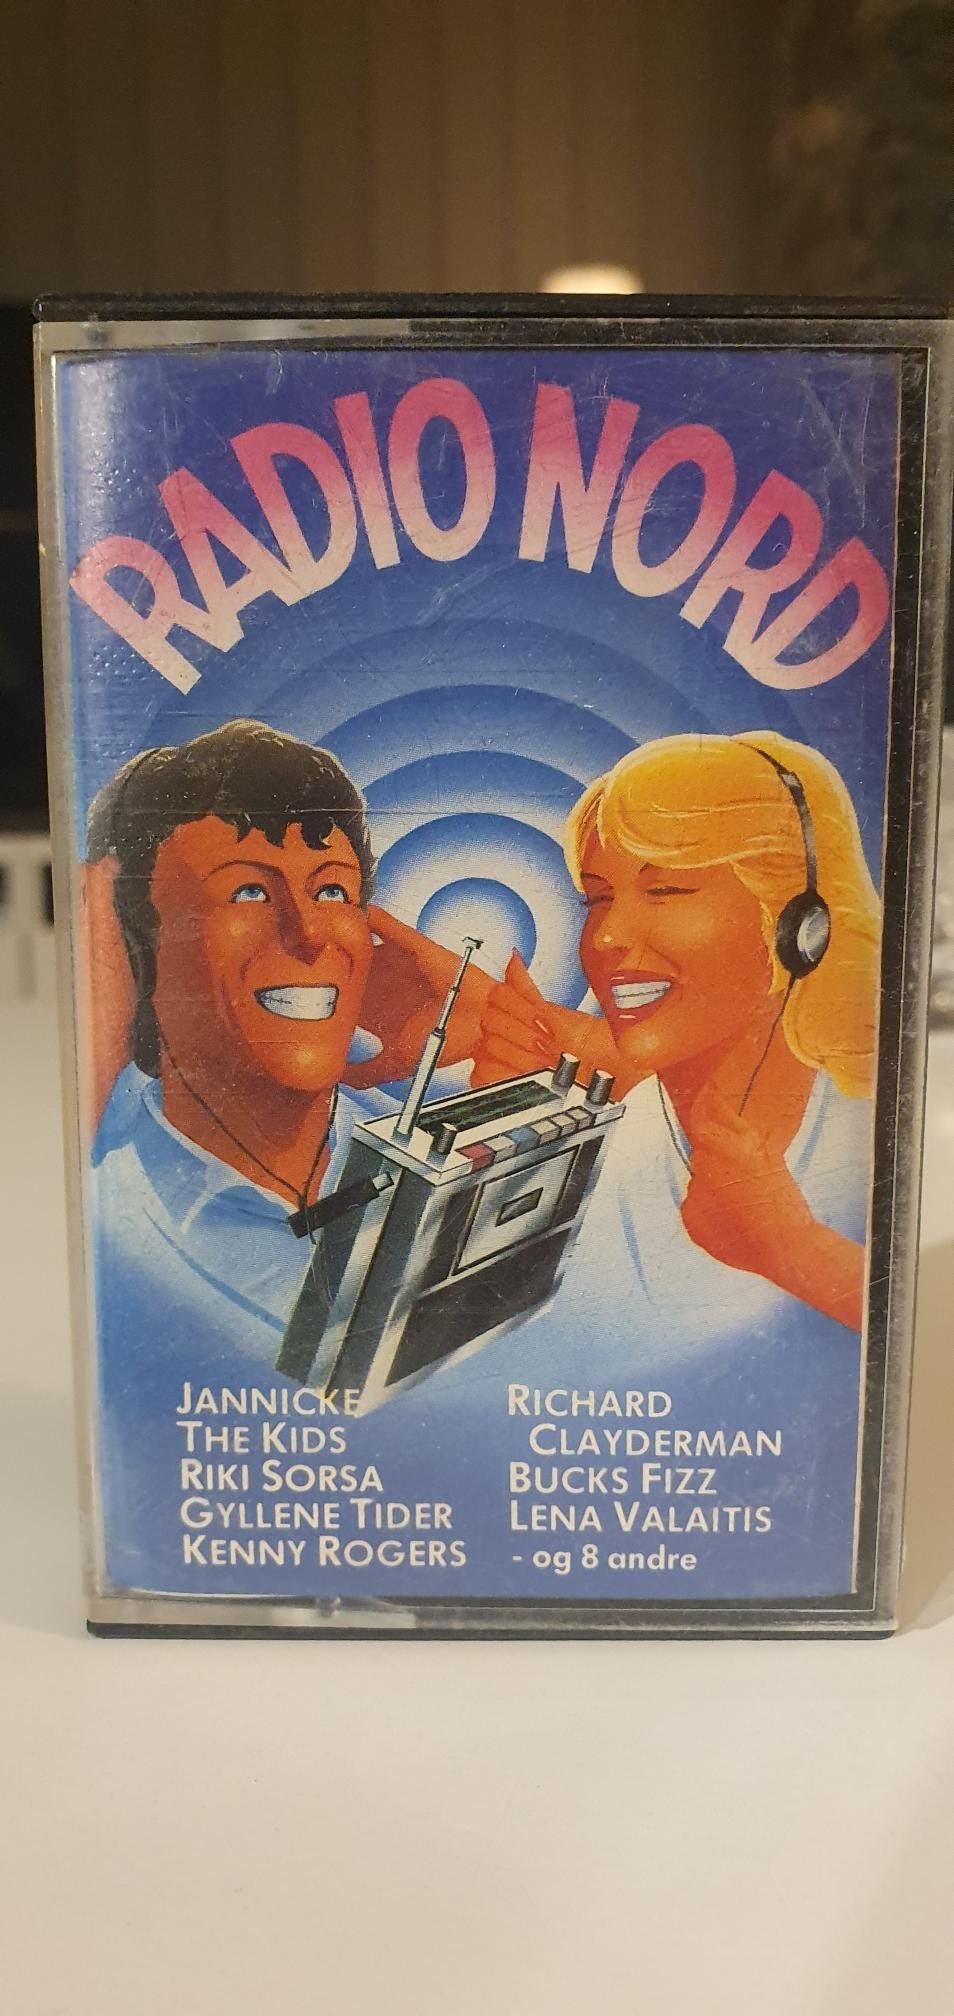 RADIO NORD
JANNICKE
THE KIDS
RIKI SORSA
GYLLENE TIDER
KENNY ROGERS
RICHARD
CLAYDERMAN
BUCKS FIZZ
LENA VALAITIS
- og 8 andre